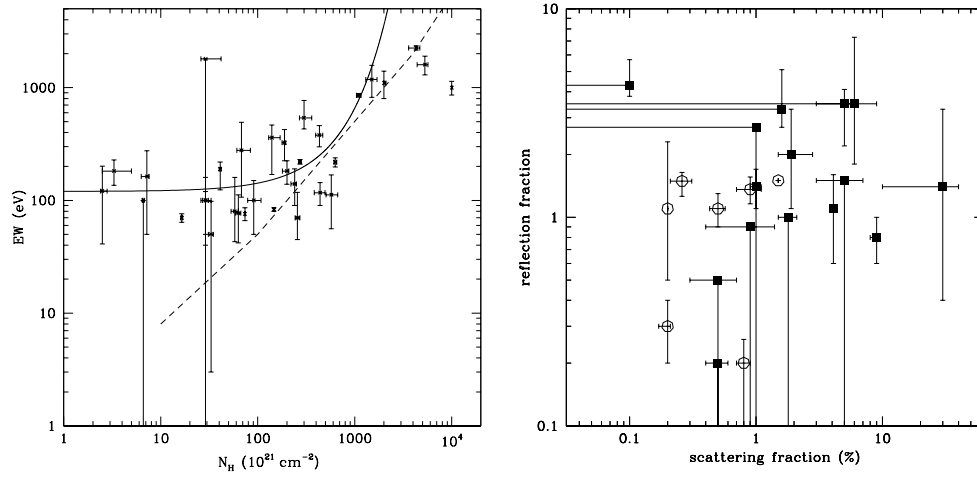 1000
100
10
1
EW (eV)
1 10 100 1000 10⁴
N_H (10²¹ cm⁻²)
10
1
0.1
reflection fraction
0.1 1 10
scattering fraction (%)